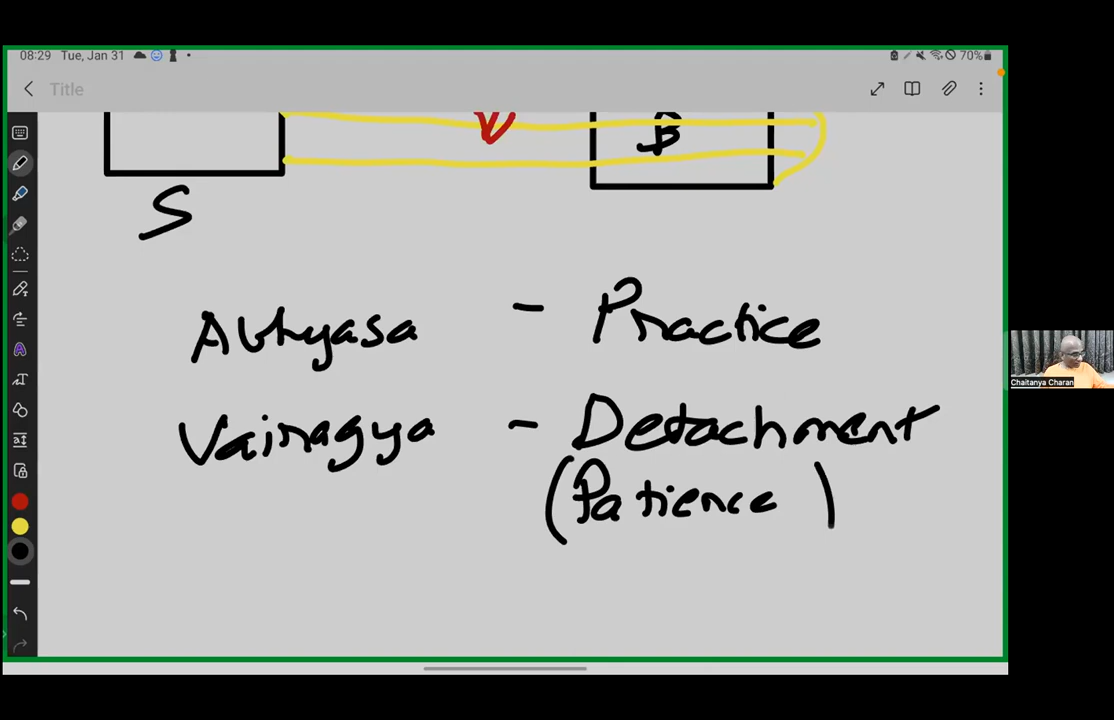 08:29 Tue, Jan 31 70%
Title
B
S
Abhyasa - Practice
Vairagya - Detachment
(Patience)
Chaitanya Charan